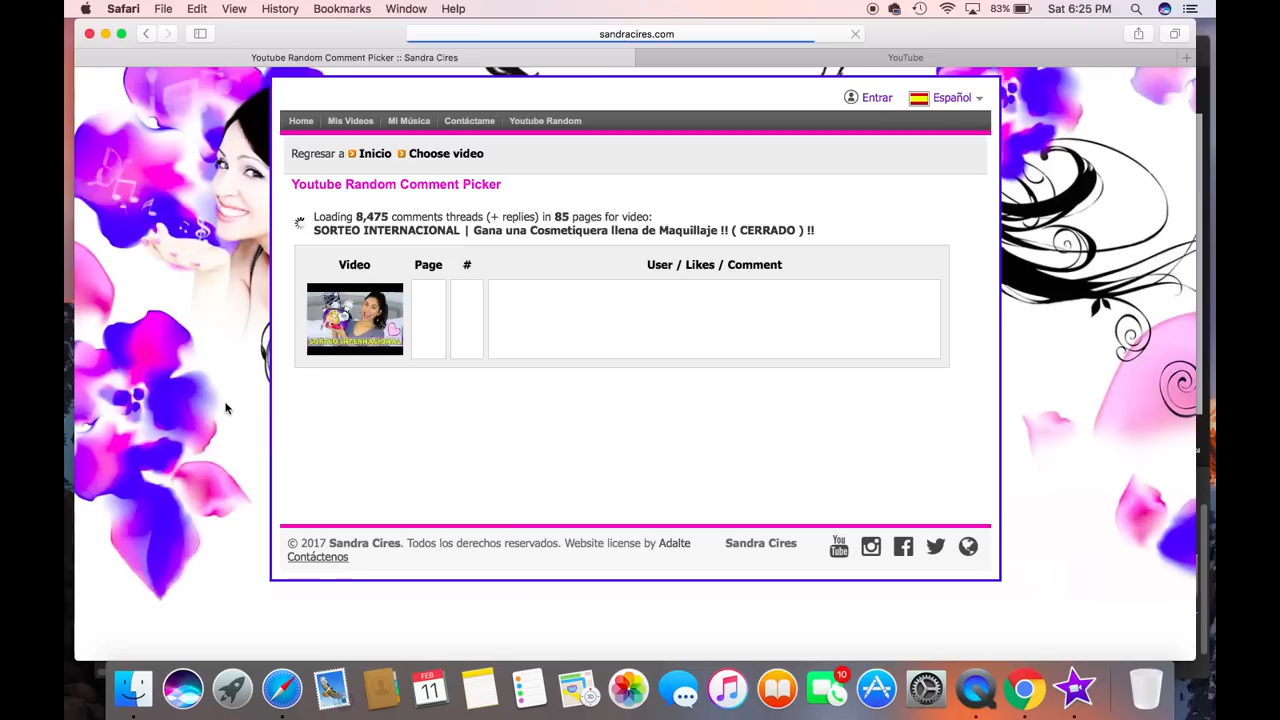 Safari File Edit View History Bookmarks Window Help 83% Sat 6:25 PM
sandracires.com
Youtube Random Comment Picker :: Sandra Cires YouTube
Entrar Español
Home Mis Videos Mi Música Contáctame Youtube Random
Regresar a Inicio Choose video
Youtube Random Comment Picker
Loading 8,475 comments threads (+ replies) in 85 pages for video:
SORTEO INTERNACIONAL | Gana una Cosmetiquera llena de Maquillaje !! ( CERRADO ) !!
Video Page # User / Likes / Comment
SORTEO INTERNACIONAL
© 2017 Sandra Cires. Todos los derechos reservados. Website license by Adalte Sandra Cires You Tube
Contáctenos
FEB
11
10